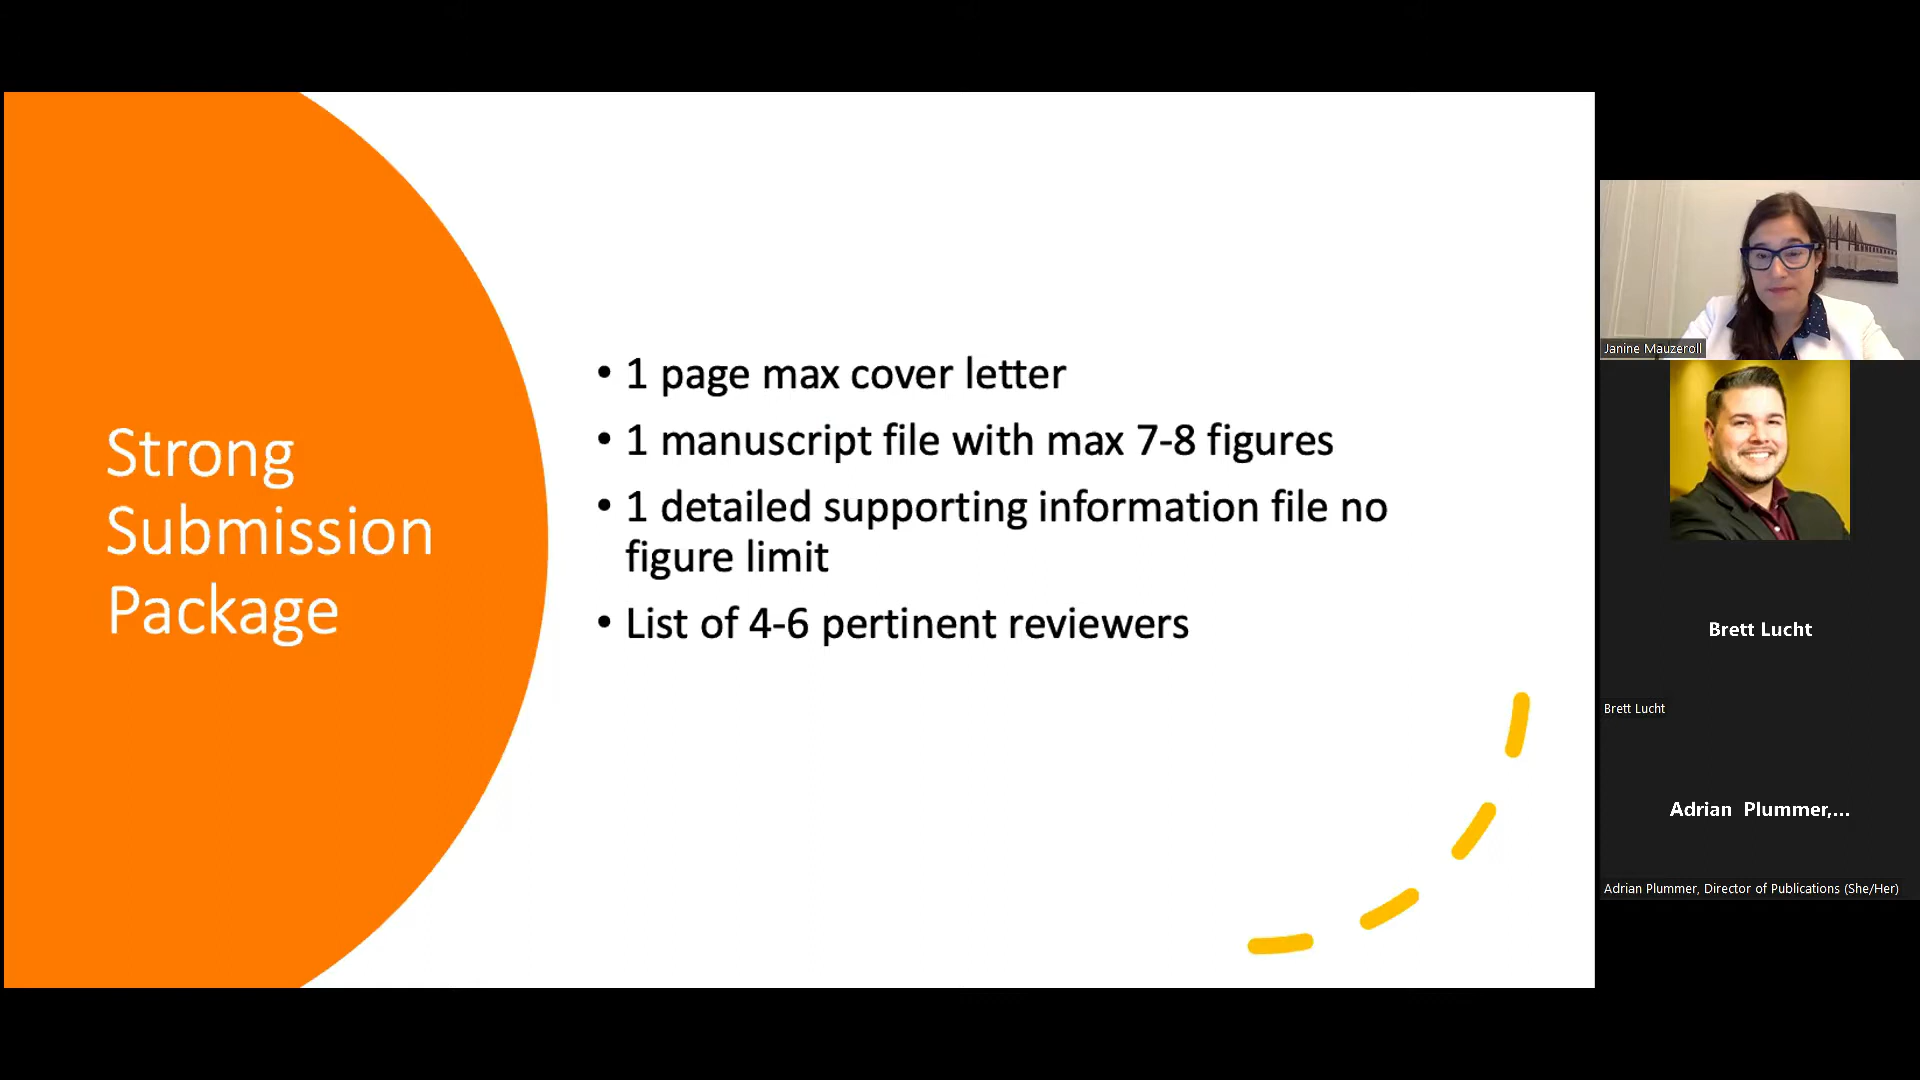 Strong
Submission
Package
• 1 page max cover letter
• 1 manuscript file with max 7-8 figures
• 1 detailed supporting information file no
figure limit
• List of 4-6 pertinent reviewers
Janine Mauzeroll
Brett Lucht
Brett Lucht
Adrian Plummer,...
Adrian Plummer, Director of Publications (She/Her)